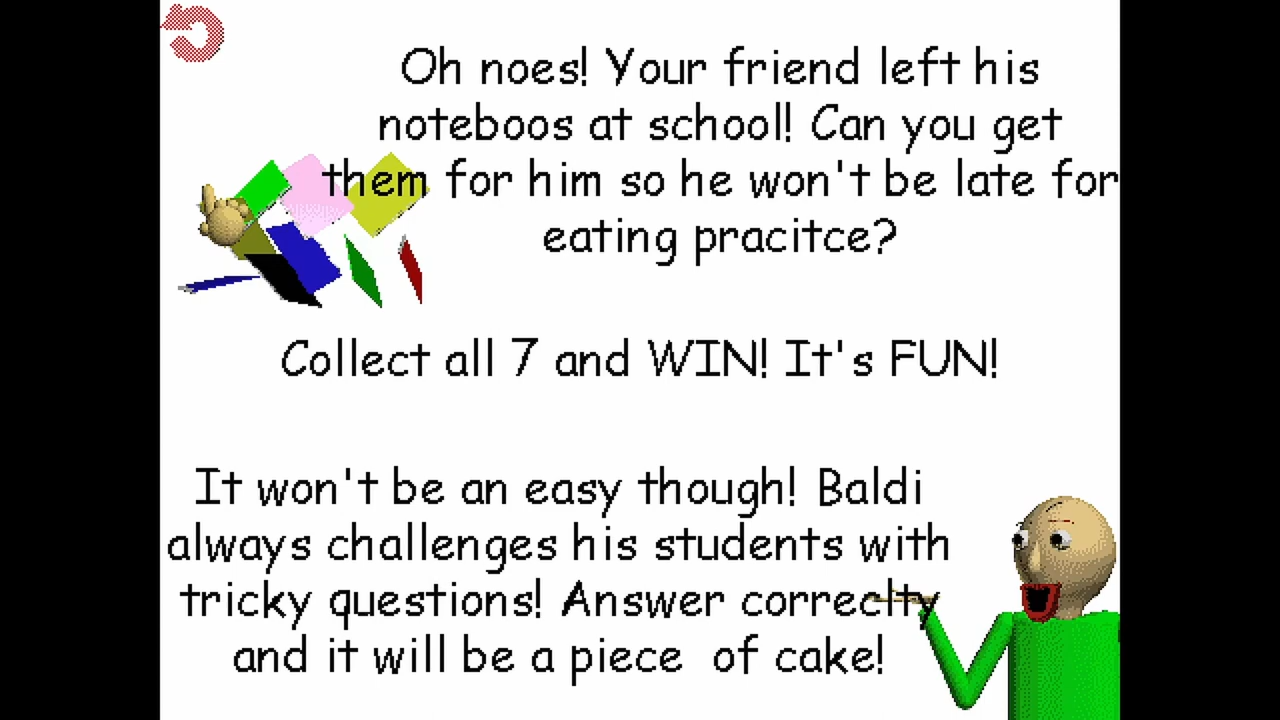 Oh noes! Your friend left his
noteboos at school! Can you get
them for him so he won't be late for
eating pracitce?
Collect all 7 and WIN! It's FUN!
It won't be an easy though! Baldi
always challenges his students with
tricky questions! Answer correclty
and it will be a piece  of cake!